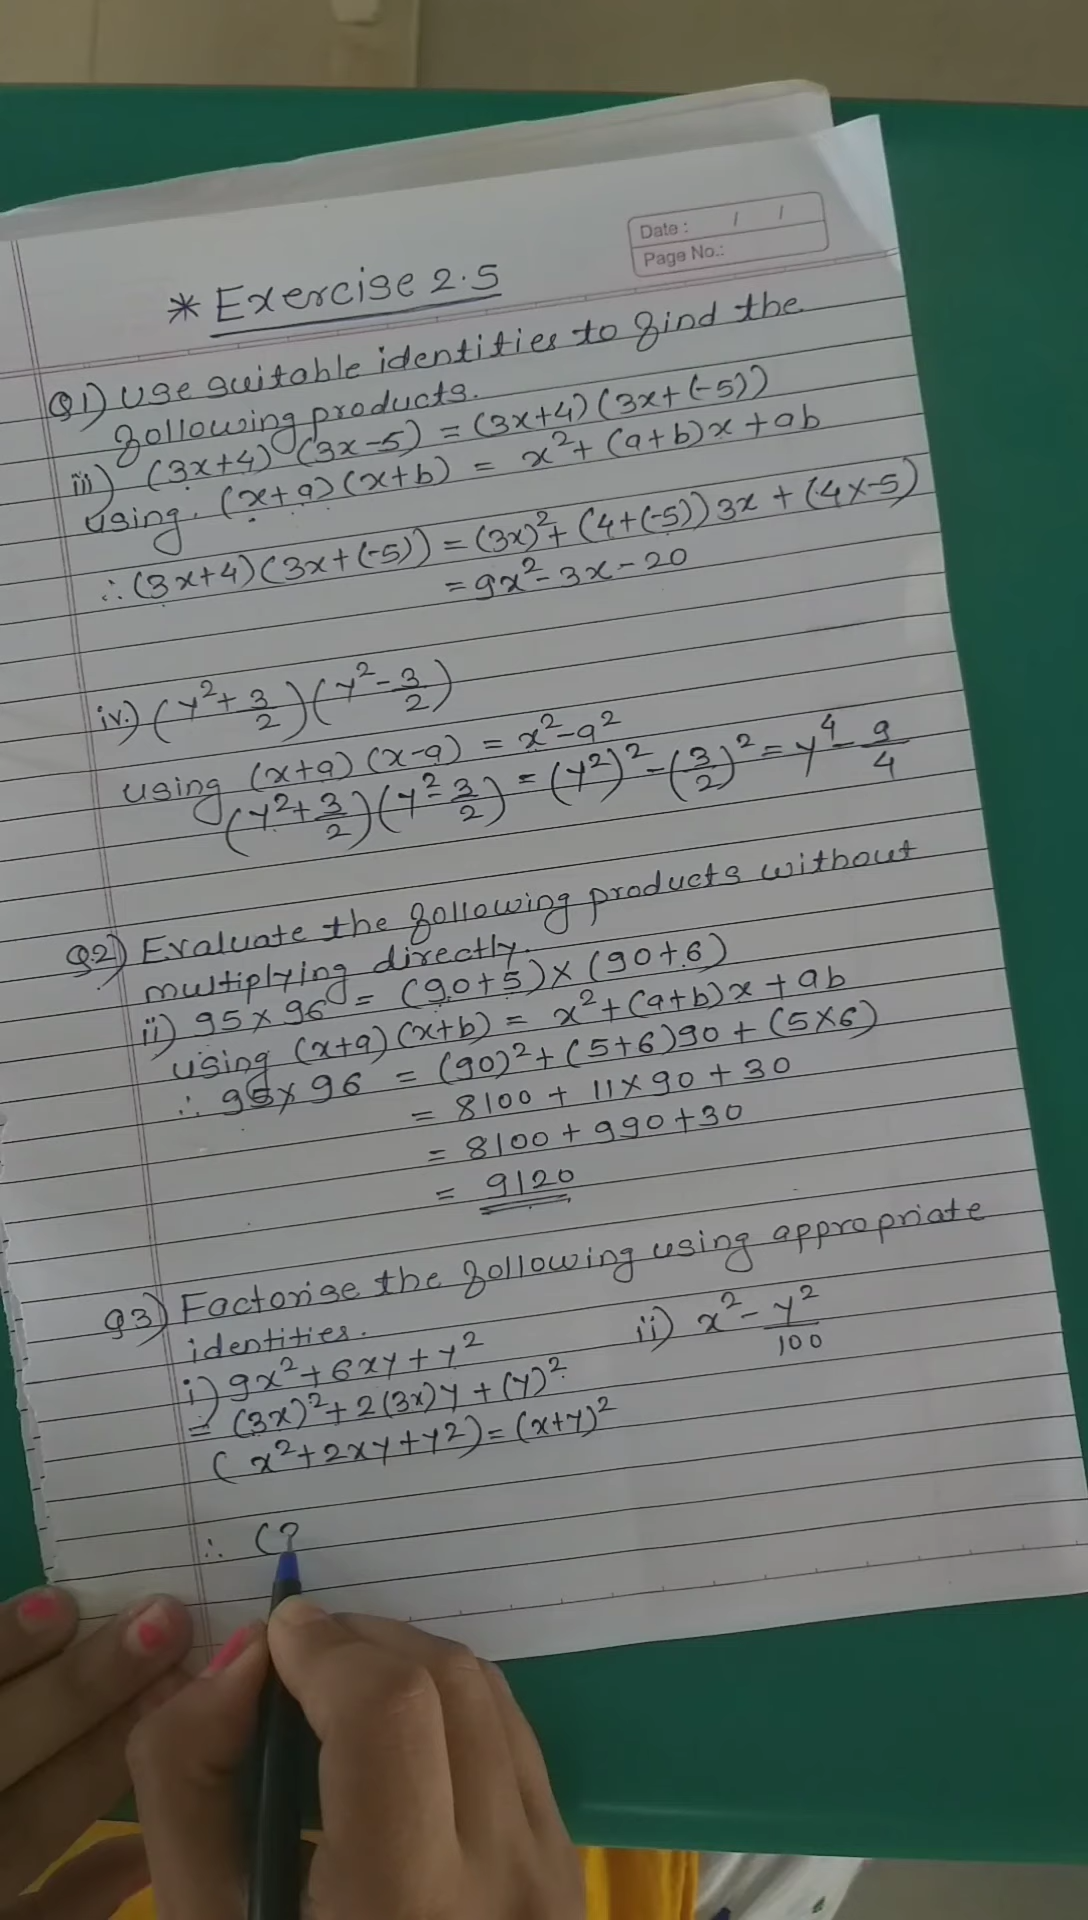 Date : / /
Page No.:
* Exercise 2.5
Q1) Use suitable identities to find the
following products.
iii) (3x+4) (3x-5) = (3x+4) (3x+(-5))
using. (x+a) (x+b) = x²+ (a+b)x + ab
∴ (3x+4) (3x+(-5)) = (3x)²+ (4+(-5)) 3x + (4x-5)
= 9x²- 3x - 20
iv.) (y²+ 3/2) (y²- 3/2)
using (x+a) (x-a) = x²-a²
(y²+ 3/2) (y²- 3/2) = (y²)² - (3/2)² = y⁴ - 9/4
Q2) Evaluate the following products without
multiplying directly.
ii) 95 x 96 = (90+5) x (90+6)
using (x+a) (x+b) = x²+ (a+b)x + ab
∴ 95 x 96 = (90)²+ (5+6)90 + (5x6)
= 8100 + 11x90 + 30
= 8100 + 990 + 30
= 9120
Q3) Factorise the following using appropriate
identities.
i) 9x²+ 6xy + y²
ii) x² - y²/100
= (3x)²+ 2(3x)y + (y)²
( x²+ 2xy + y2) = (x+y)²
∴ (